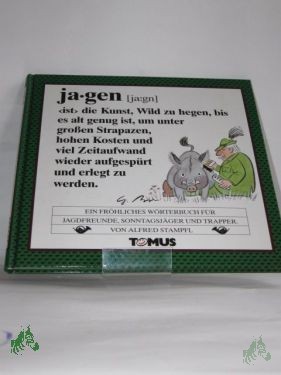 ja•gen [ja:gn]
‹ist› die Kunst, Wild zu hegen, bis
es alt genug ist, um unter
großen Strapazen,
hohen Kosten und
viel Zeitaufwand
wieder aufgespürt
und erlegt zu
werden.
EIN FRÖHLICHES WÖRTERBUCH FÜR
JAGDFREUNDE, SONNTAGSJÄGER UND TRAPPER.
VON ALFRED STAMPFL
TOMUS